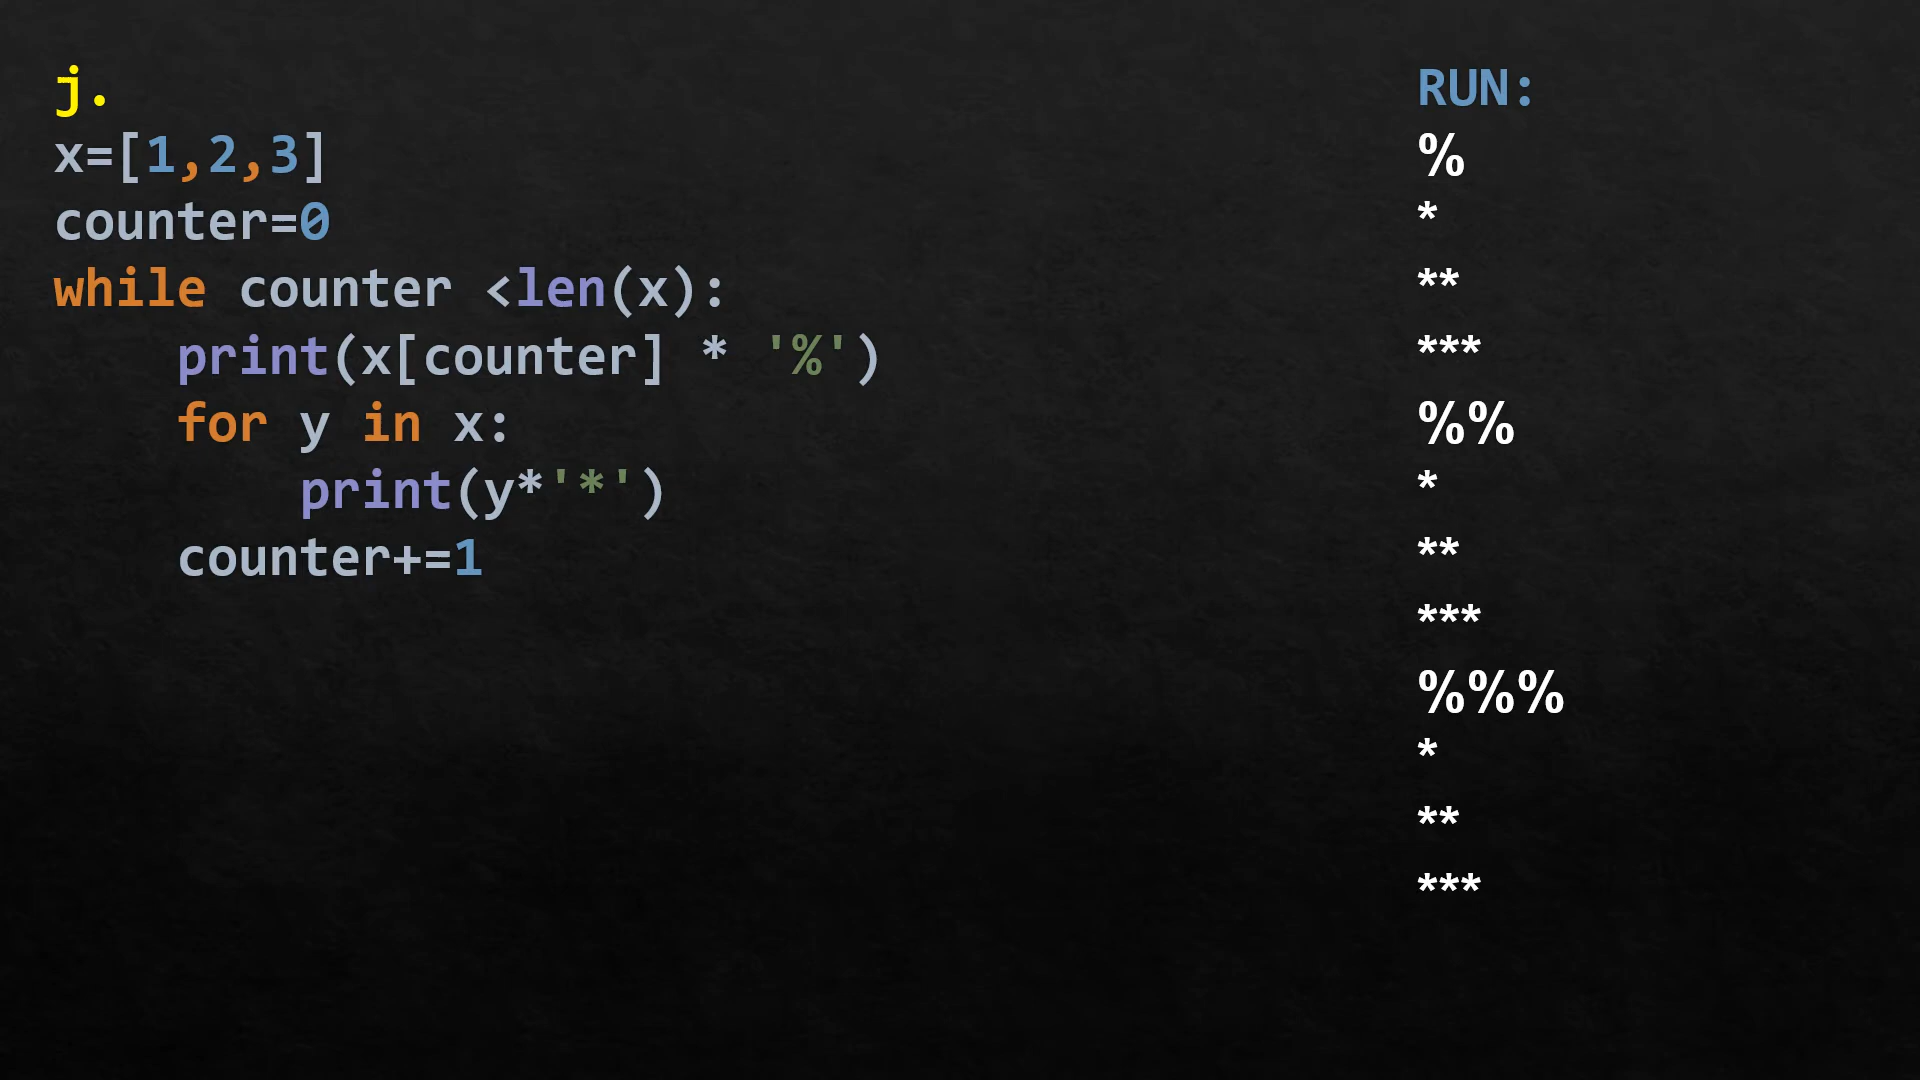 j.
x=[1,2,3]
counter=0
while counter <len(x):
    print(x[counter] * '%')
    for y in x:
        print(y*'*')
    counter+=1
RUN:
%
*
**
***
%%
*
**
***
%%%
*
**
***